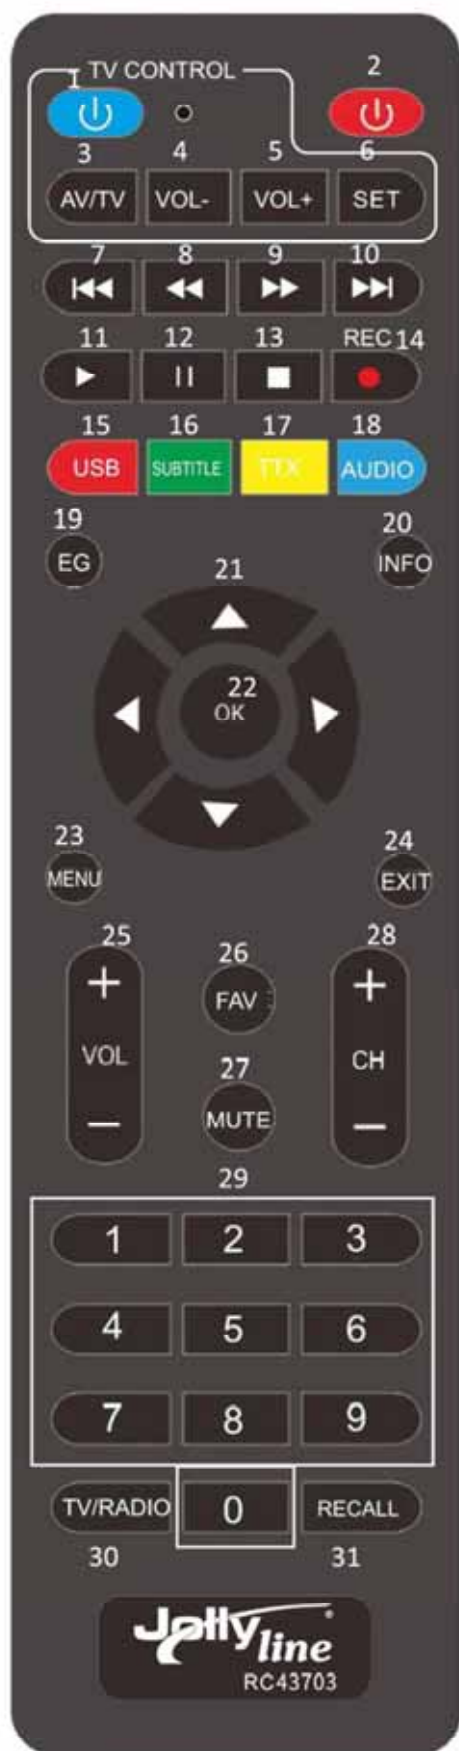 1 TV CONTROL 2
3 4 5 6
AV/TV VOL- VOL+ SET
7 8 9 10
11 12 13 REC 14
15 16 17 18
USB SUBTITLE TTX AUDIO
19 20
EG INFO
21
22
OK
23 24
MENU EXIT
25 26 28
+ FAV +
VOL 27 CH
− MUTE −
29
1 2 3
4 5 6
7 8 9
TV/RADIO 0 RECALL
30 31
Jolly ®
line
RC43703